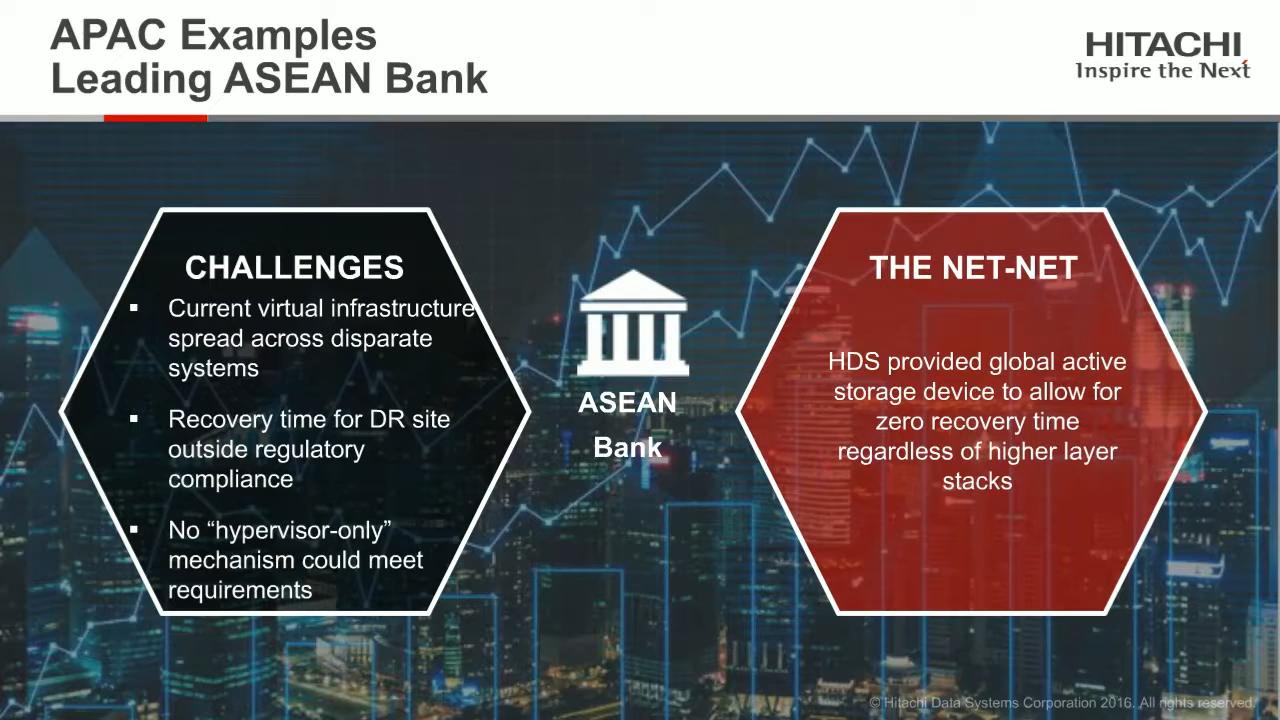 APAC Examples
Leading ASEAN Bank
HITACHI
Inspire the Next
CHALLENGES
▪ Current virtual infrastructure
spread across disparate
systems
▪ Recovery time for DR site
outside regulatory
compliance
▪ No “hypervisor-only”
mechanism could meet
requirements
ASEAN
Bank
THE NET-NET
HDS provided global active
storage device to allow for
zero recovery time
regardless of higher layer
stacks
© Hitachi Data Systems Corporation 2016. All rights reserved.